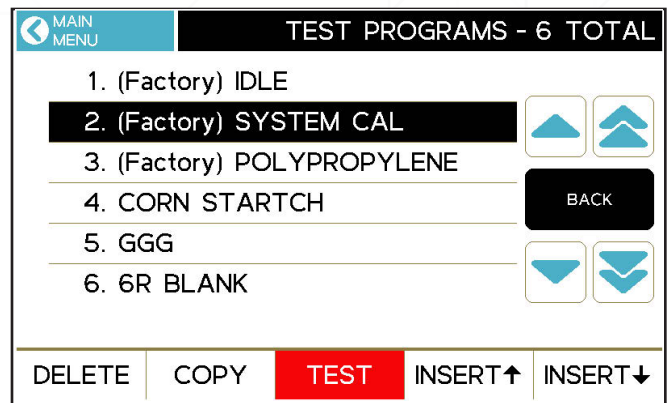 MAIN
MENU
TEST PROGRAMS - 6 TOTAL
1. (Factory) IDLE
2. (Factory) SYSTEM CAL
3. (Factory) POLYPROPYLENE
4. CORN STARTCH
5. GGG
6. 6R BLANK
BACK
DELETE COPY TEST INSERT↑ INSERT↓